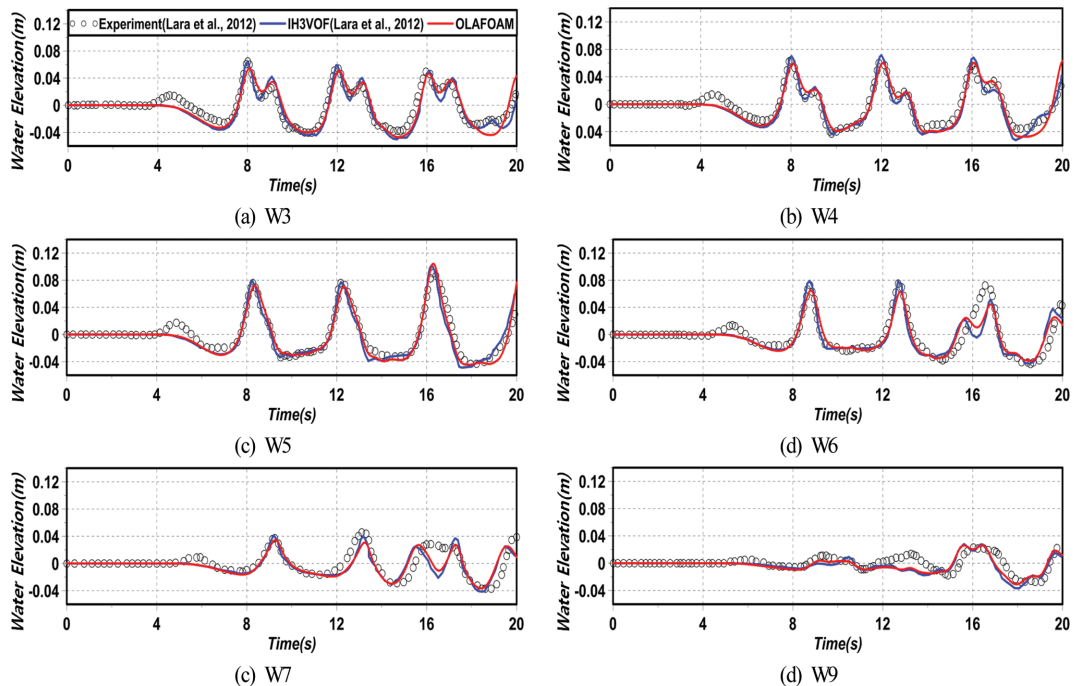 Experiment(Lara et al., 2012) IH3VOF(Lara et al., 2012) OLAFOAM
Water Elevation(m)
0.12
0.08
0.04
0
-0.04
0 4 8 12 16 20
Time(s)
(a) W3
Water Elevation(m)
0.12
0.08
0.04
0
0.04
0 4 8 12 16 20
Time(s)
(b) W4
Water Elevation(m)
0.12
0.08
0.04
0
-0.04
0 4 8 12 16 20
Time(s)
(c) W5
Water Elevation(m)
0.12
0.08
0.04
0
-0.04
0 4 8 12 16 20
Time(s)
(d) W6
Water Elevation(m)
0.12
0.08
0.04
0
-0.04
0 4 8 12 16 20
Time(s)
(c) W7
Water Elevation(m)
0.12
0.08
0.04
0
-0.04
0 4 8 12 16 20
Time(s)
(d) W9